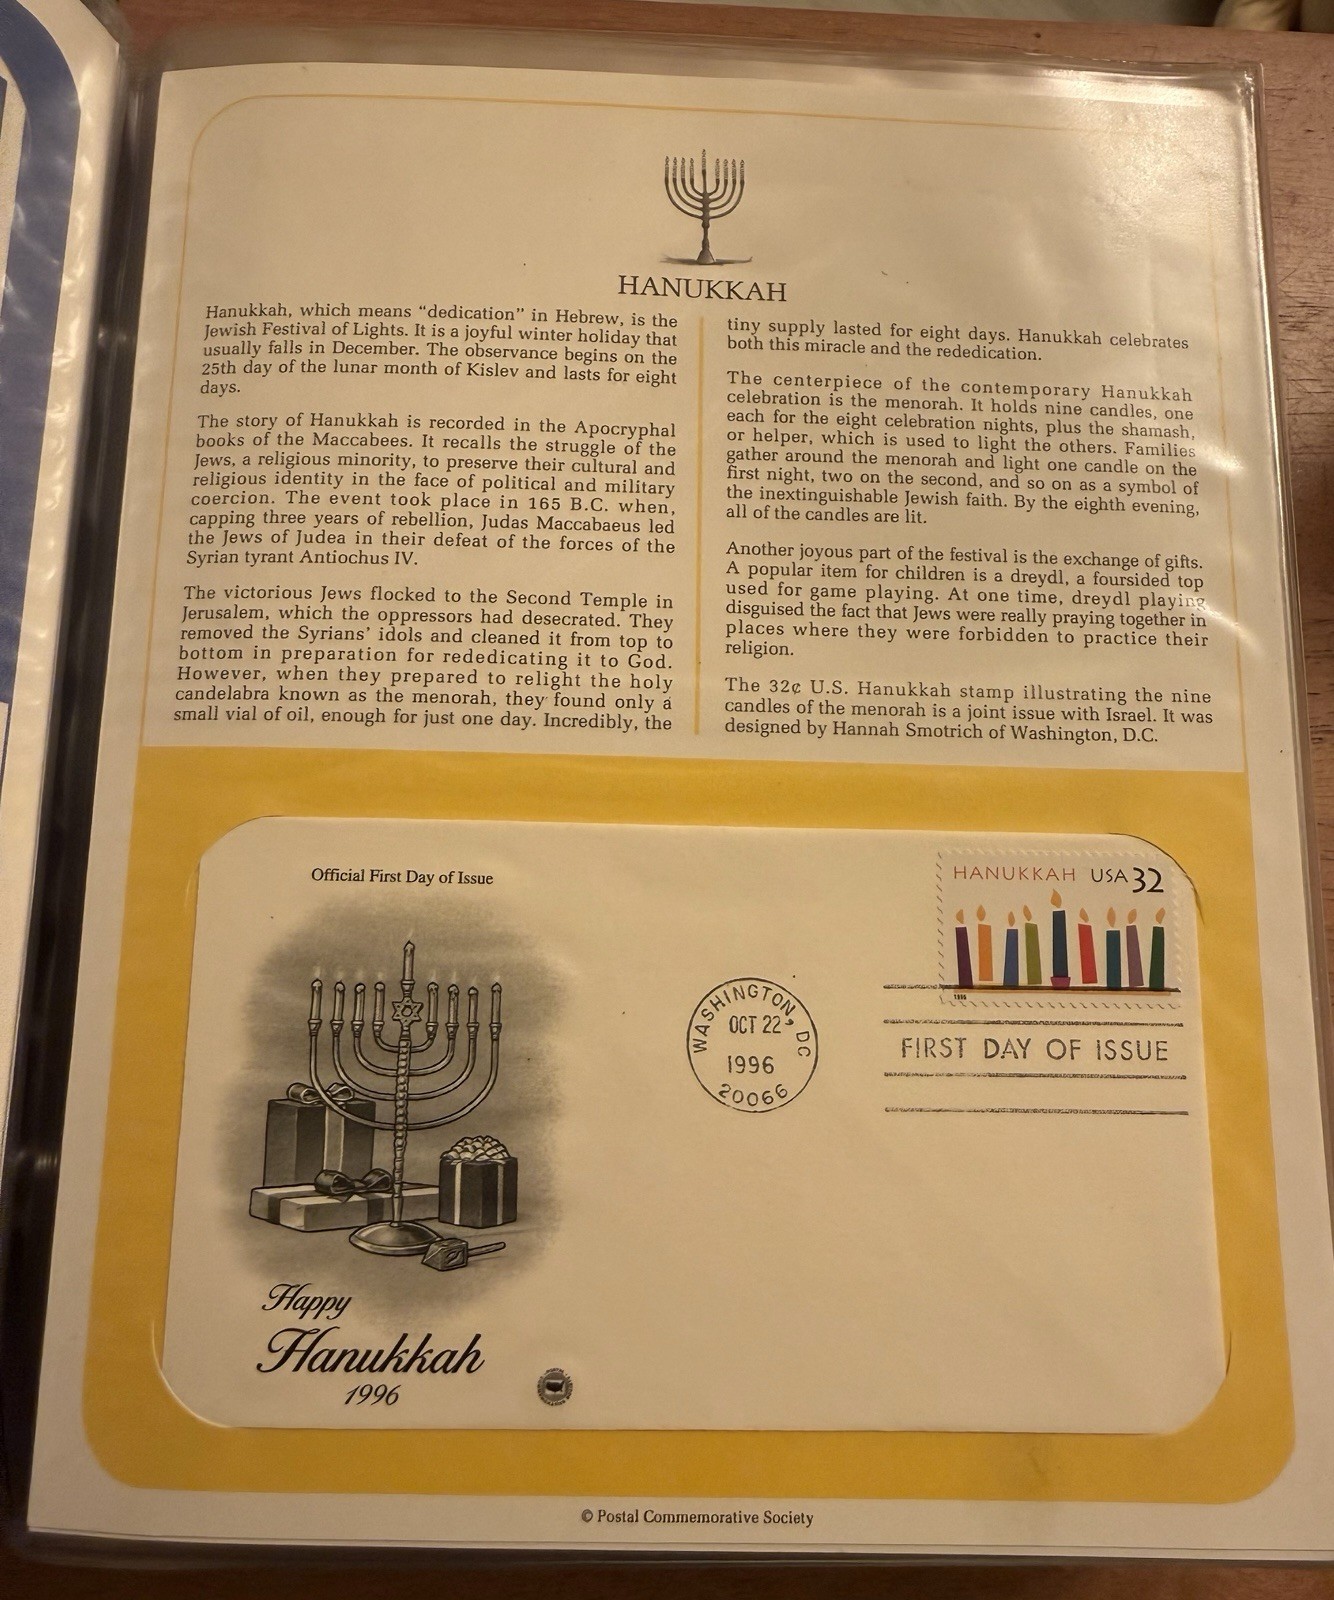 HANUKKAH
Hanukkah, which means “dedication” in Hebrew, is the
Jewish Festival of Lights. It is a joyful winter holiday that
usually falls in December. The observance begins on the
25th day of the lunar month of Kislev and lasts for eight
days.
The story of Hanukkah is recorded in the Apocryphal
books of the Maccabees. It recalls the struggle of the
Jews, a religious minority, to preserve their cultural and
religious identity in the face of political and military
coercion. The event took place in 165 B.C. when,
capping three years of rebellion, Judas Maccabaeus led
the Jews of Judea in their defeat of the forces of the
Syrian tyrant Antiochus IV.
The victorious Jews flocked to the Second Temple in
Jerusalem, which the oppressors had desecrated. They
removed the Syrians’ idols and cleaned it from top to
bottom in preparation for rededicating it to God.
However, when they prepared to relight the holy
candelabra known as the menorah, they found only a
small vial of oil, enough for just one day. Incredibly, the
tiny supply lasted for eight days. Hanukkah celebrates
both this miracle and the rededication.
The centerpiece of the contemporary Hanukkah
celebration is the menorah. It holds nine candles, one
each for the eight celebration nights, plus the shamash,
or helper, which is used to light the others. Families
gather around the menorah and light one candle on the
first night, two on the second, and so on as a symbol of
the inextinguishable Jewish faith. By the eighth evening,
all of the candles are lit.
Another joyous part of the festival is the exchange of gifts.
A popular item for children is a dreydl, a foursided top
used for game playing. At one time, dreydl playing
disguised the fact that Jews were really praying together in
places where they were forbidden to practice their
religion.
The 32¢ U.S. Hanukkah stamp illustrating the nine
candles of the menorah is a joint issue with Israel. It was
designed by Hannah Smotrich of Washington, D.C.
Official First Day of Issue
HANUKKAH USA 32
1996
WASHINGTON, DC
OCT 22
1996
20066
FIRST DAY OF ISSUE
Happy
Hanukkah
1996
© Postal Commemorative Society